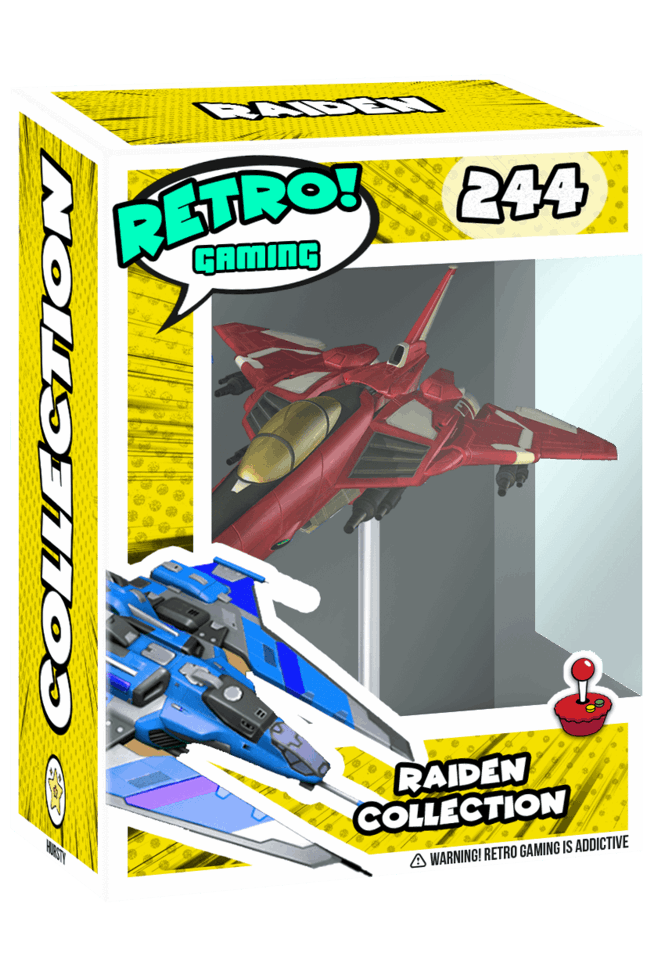 RAIDEN
RETRO!
GAMING
244
COLLECTION
RAIDEN
COLLECTION
WARNING! RETRO GAMING IS ADDICTIVE
HURSTY